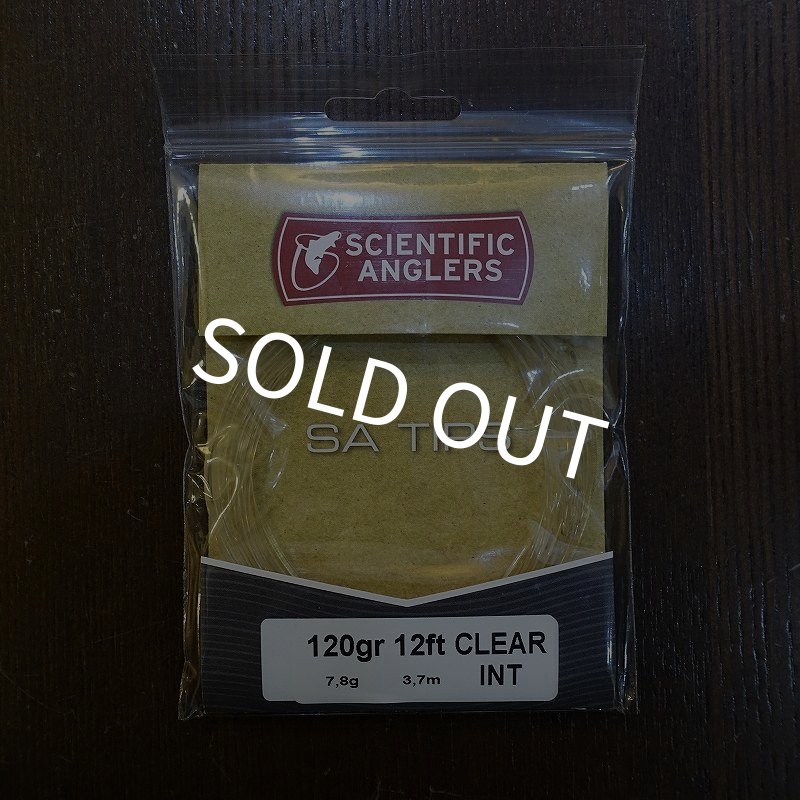 SCIENTIFIC
ANGLERS
SOLD OUT
SA TIPS
120gr 12ft CLEAR
7,8g 3,7m INT